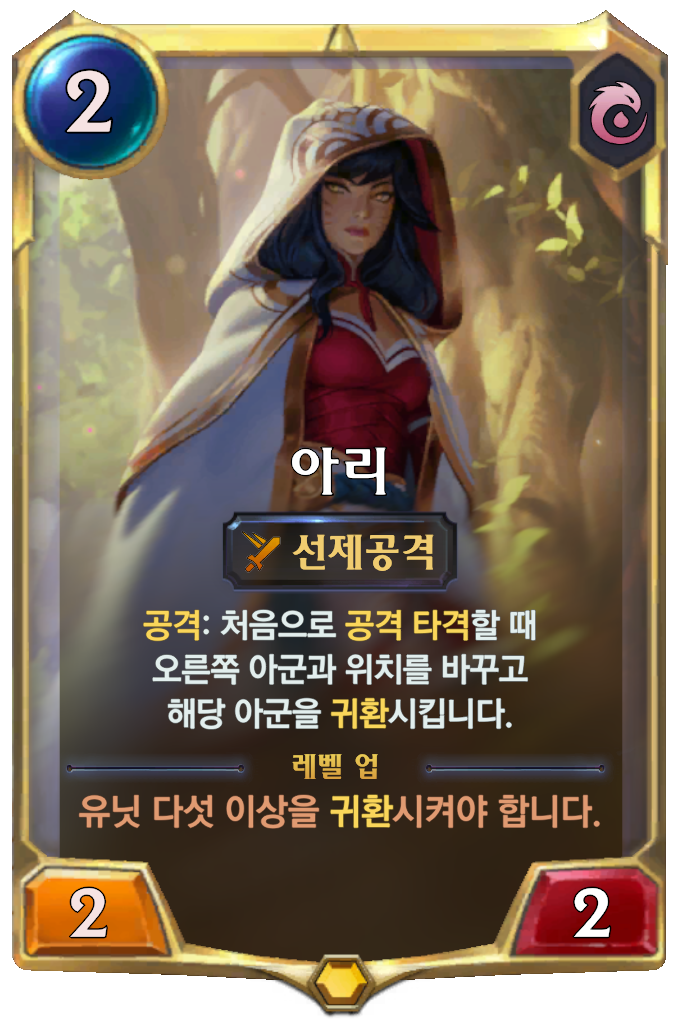 2
아리
선제공격
공격: 처음으로 공격 타격할 때
오른쪽 아군과 위치를 바꾸고
해당 아군을 귀환시킵니다.
레벨 업
유닛 다섯 이상을 귀환시켜야 합니다.
2
2